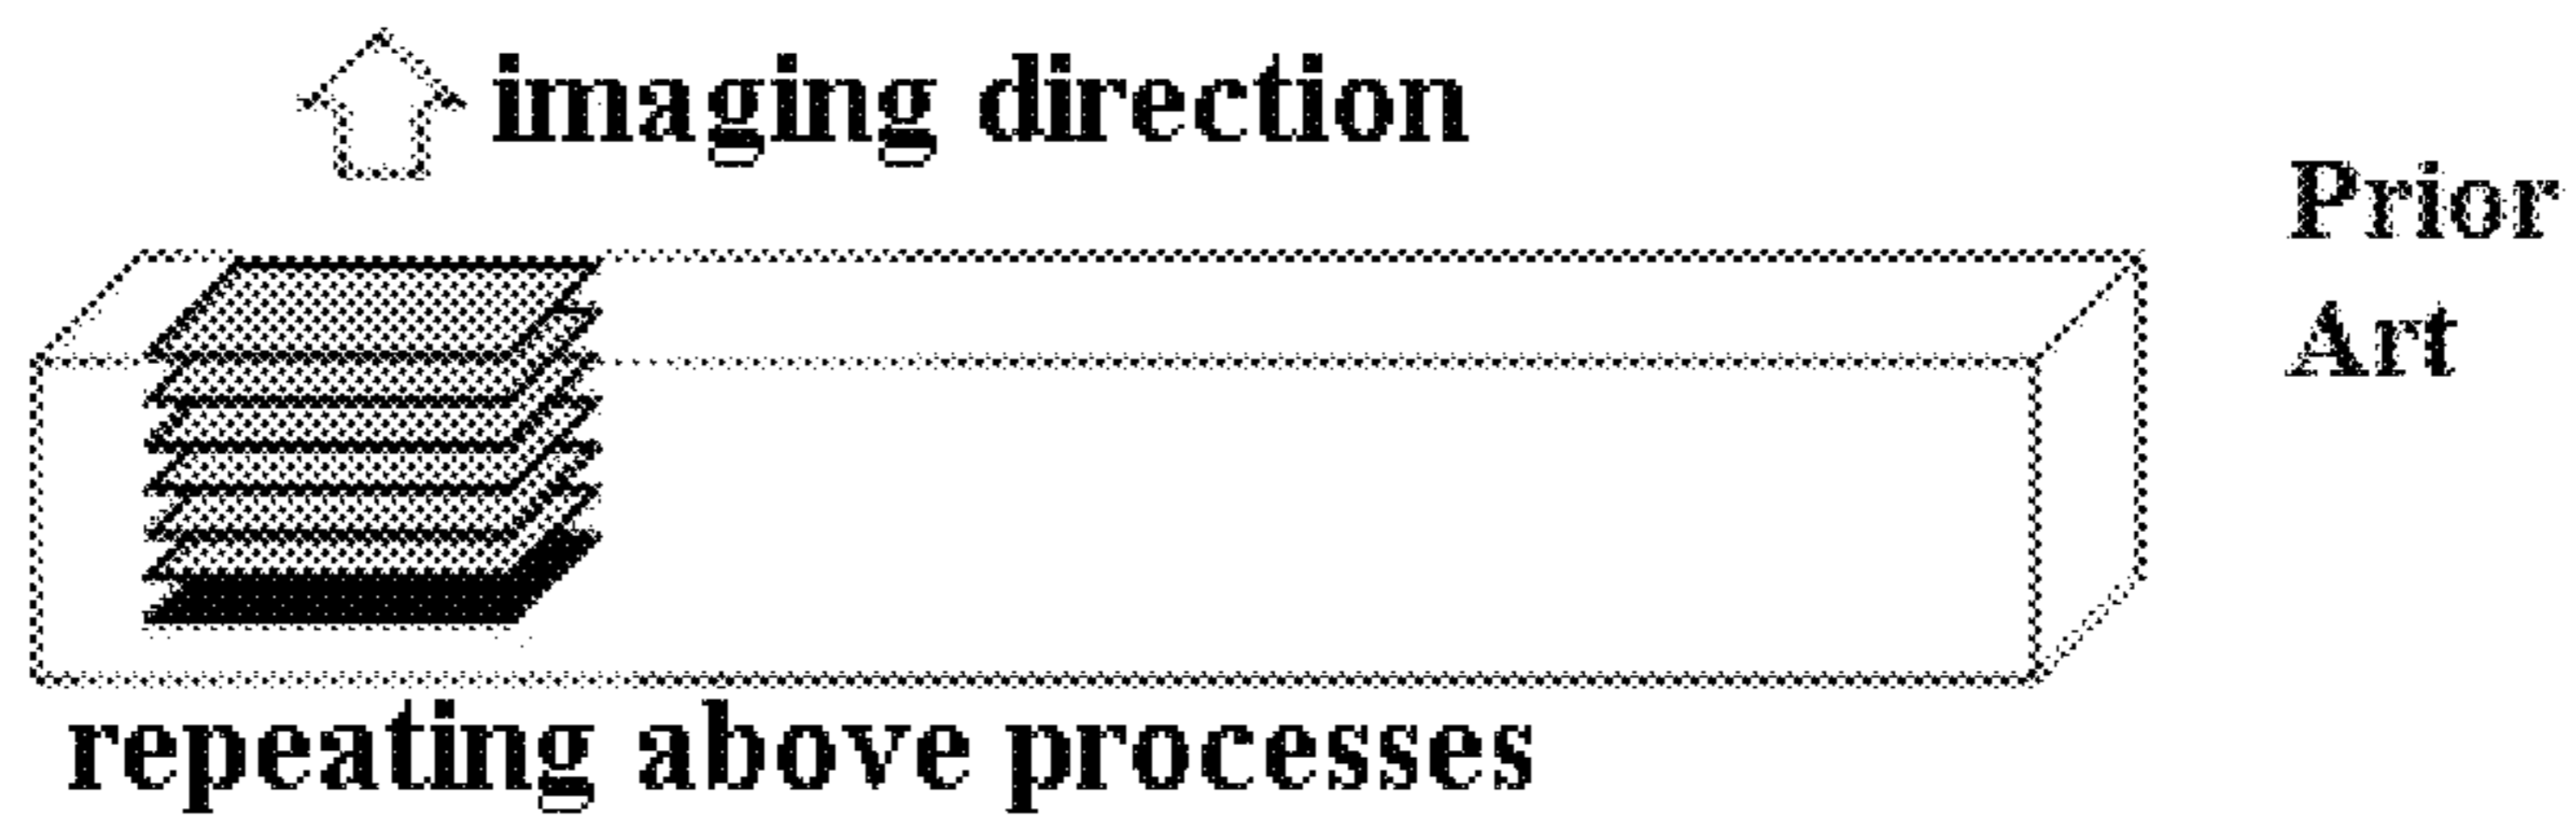 imaging direction
Prior
Art
repeating above processes